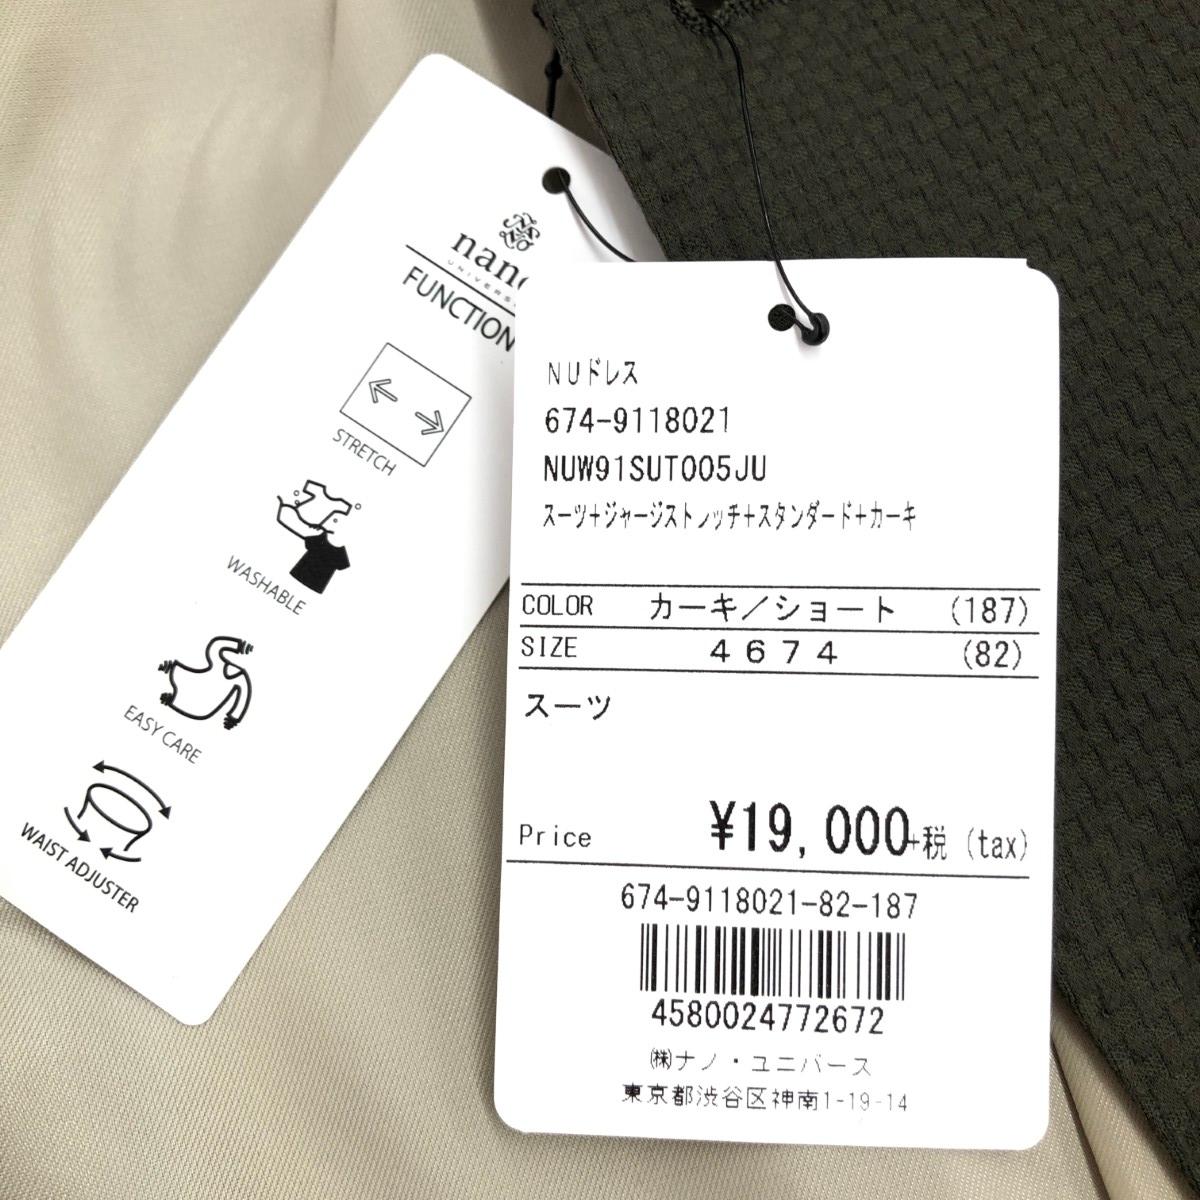 nano
UNIVERS
FUNCTION
STRETCH
WASHABLE
EASY CARE
WAIST ADJUSTER
NUドレス
674-9118021
NUW91SUT005JU
スーツ+ジャージストレッチ+スタンダード+カーキ
COLOR カーキ/ショート (187)
SIZE 4674 (82)
スーツ
Price ¥19,000+税 (tax)
674-9118021-82-187
4580024772672
㈱ナノ・ユニバース
東京都渋谷区神南1-19-14